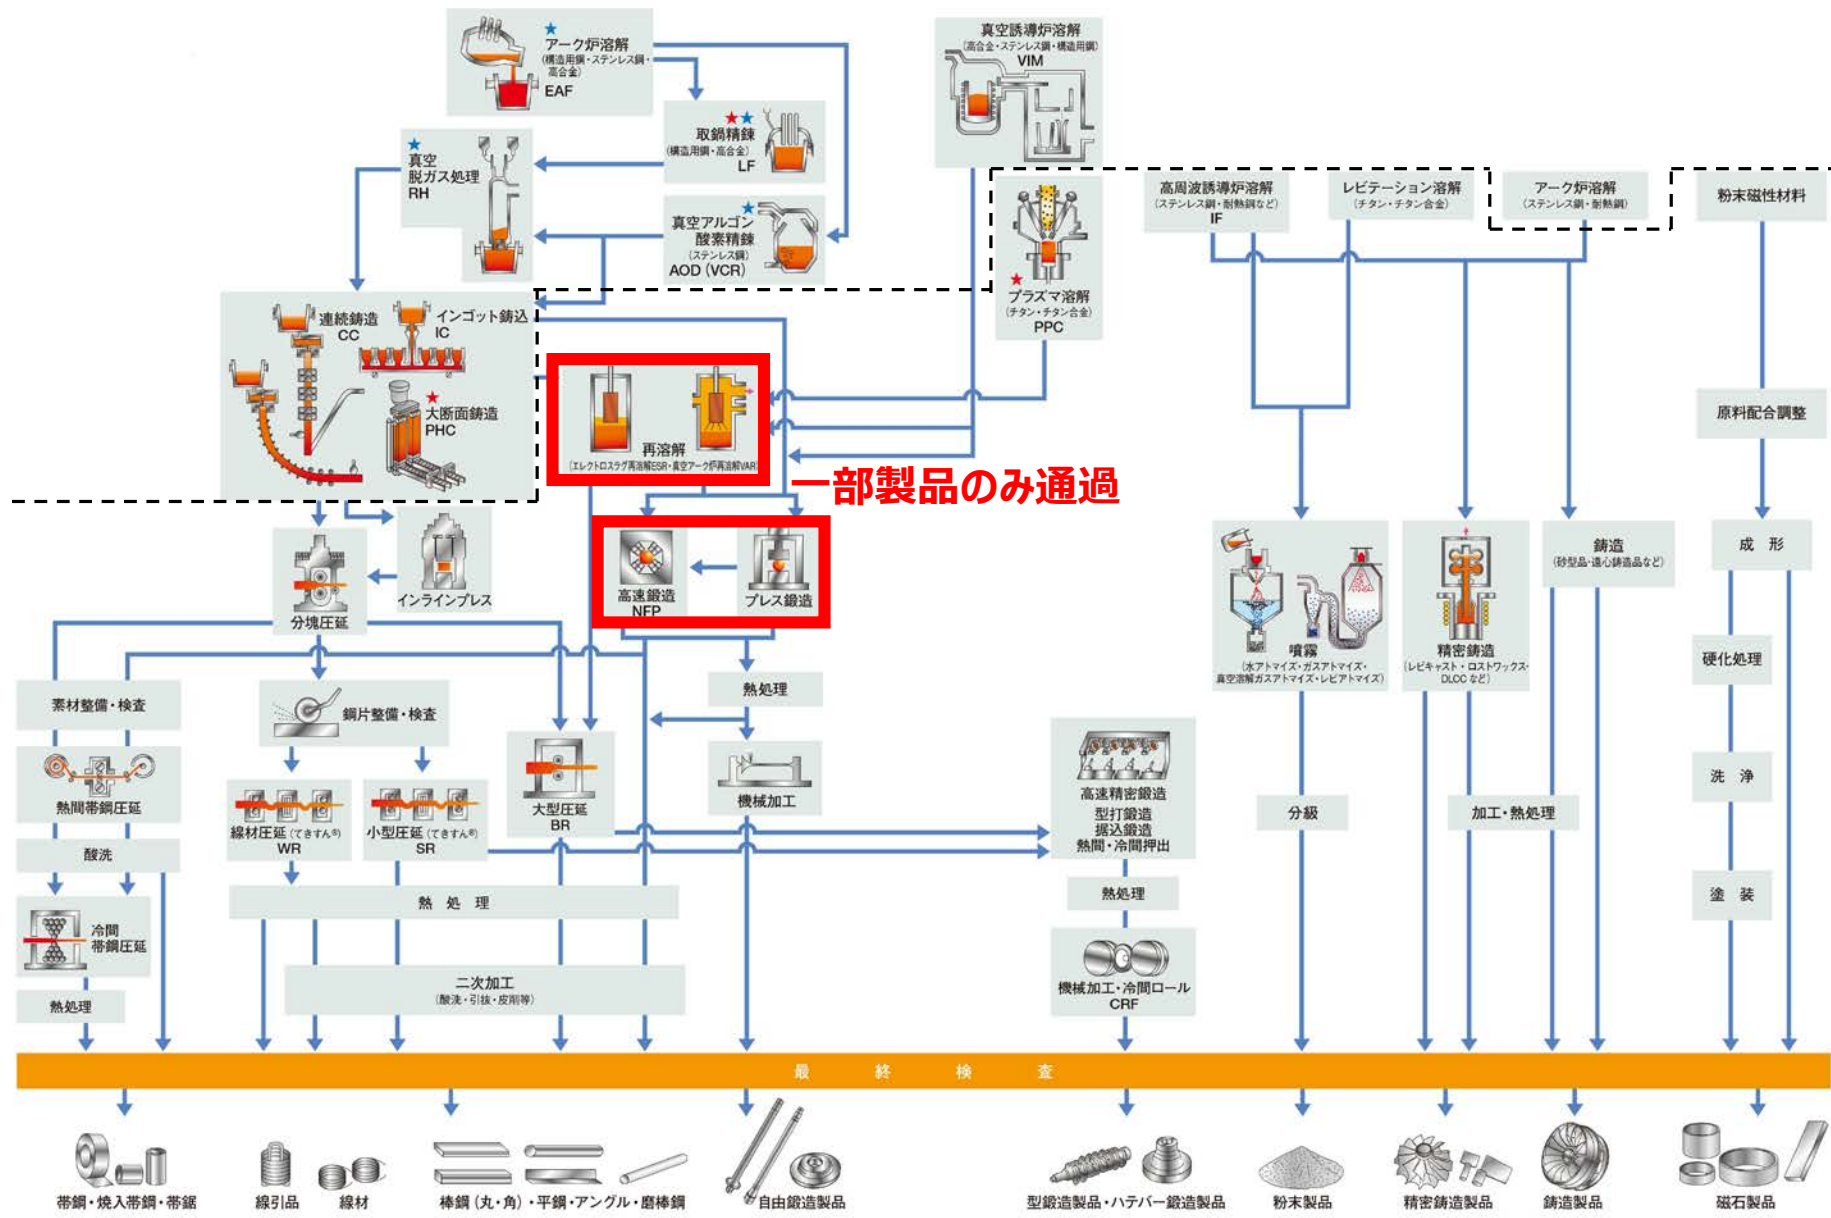 ★
アーク炉溶解
(構造用鋼・ステンレス鋼・
高合金)
EAF
★★
取鍋精錬
(構造用鋼・高合金)
LF
★
真空
脱ガス処理
RH
★
真空アルゴン
酸素精錬
(ステンレス鋼)
AOD (VCR)
真空誘導炉溶解
(高合金・ステンレス鋼・構造用鋼)
VIM
★
プラズマ溶解
(チタン・チタン合金)
PPC
高周波誘導炉溶解
(ステンレス鋼・耐熱鋼など)
IF
レビテーション溶解
(チタン・チタン合金)
アーク炉溶解
(ステンレス鋼・耐熱鋼)
粉末磁性材料
連続鋳造
CC
インゴット鋳込
IC
★
大断面鋳造
PHC
再溶解
(エレクトロスラグ再溶解ESR・真空アーク炉再溶解VAR)
一部製品のみ通過
原料配合調整
分塊圧延
インラインプレス
高速鍛造
NFP
プレス鍛造
噴霧
(水アトマイズ・ガスアトマイズ・
真空溶解ガスアトマイズ・レビアトマイズ)
精密鋳造
(レビキャスト・ロストワックス・
DLCC など)
鋳造
(砂型品・遠心鋳造品など)
成 形
硬化処理
素材整備・検査
鋼片整備・検査
熱処理
熱間帯鋼圧延
線材圧延 (てきすん®)
WR
小型圧延 (てきすん®)
SR
大型圧延
BR
機械加工
高速精密鍛造
型打鍛造
据込鍛造
熱間・冷間押出
分級
加工・熱処理
洗 浄
酸洗
熱 処 理
熱処理
塗 装
冷間
帯鋼圧延
二次加工
(酸洗・引抜・皮削等)
機械加工・冷間ロール
CRF
熱処理
最 終 検 査
帯鋼・焼入帯鋼・帯鋸
線引品
線材
棒鋼 (丸・角)・平鋼・アングル・磨棒鋼
自由鍛造製品
型鍛造製品・ハテバー鍛造製品
粉末製品
精密鋳造製品
鋳造製品
磁石製品